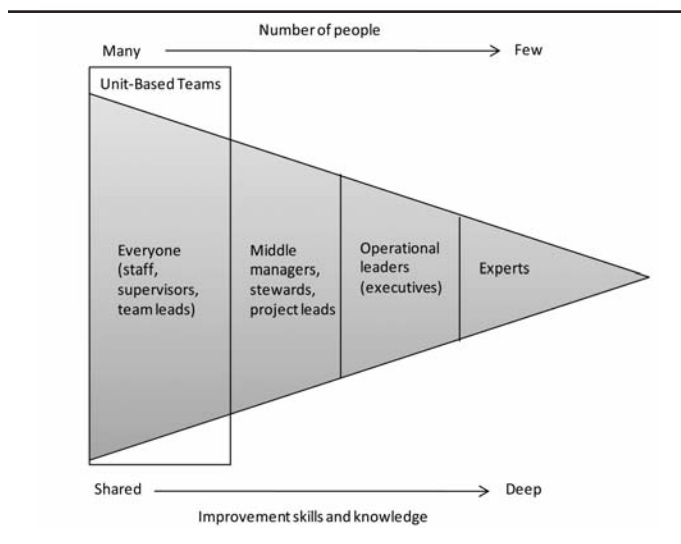 Number of people
Many
Few
Unit-Based Teams
Everyone
(staff,
supervisors,
team leads)
Middle
managers,
stewards,
project leads
Operational
leaders
(executives)
Experts
Shared
Deep
Improvement skills and knowledge